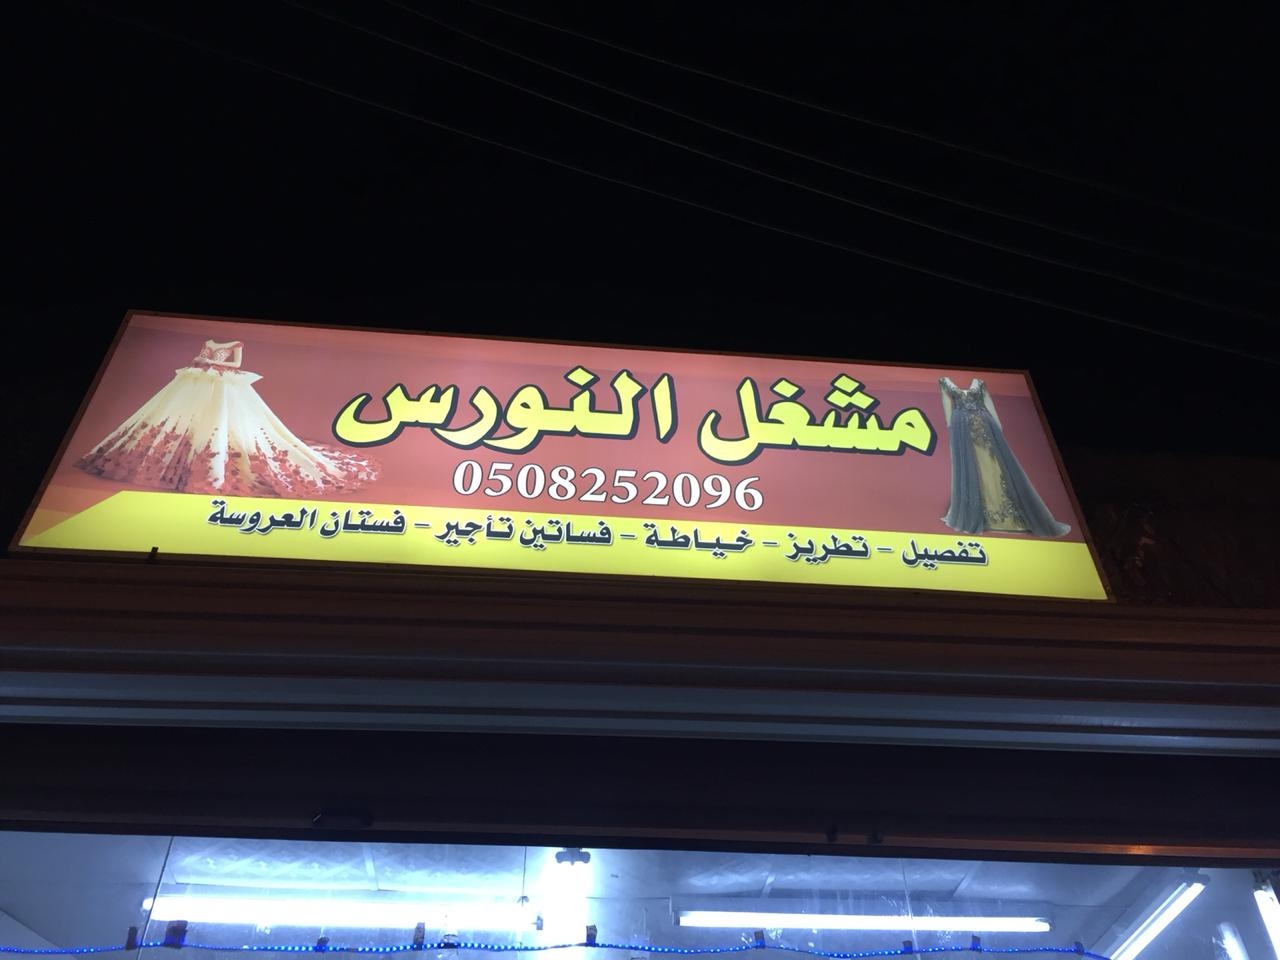 مشغل النورس
0508252096
تفصيل - تطريز - خياطة - فساتين تأجير - فستان العروسة